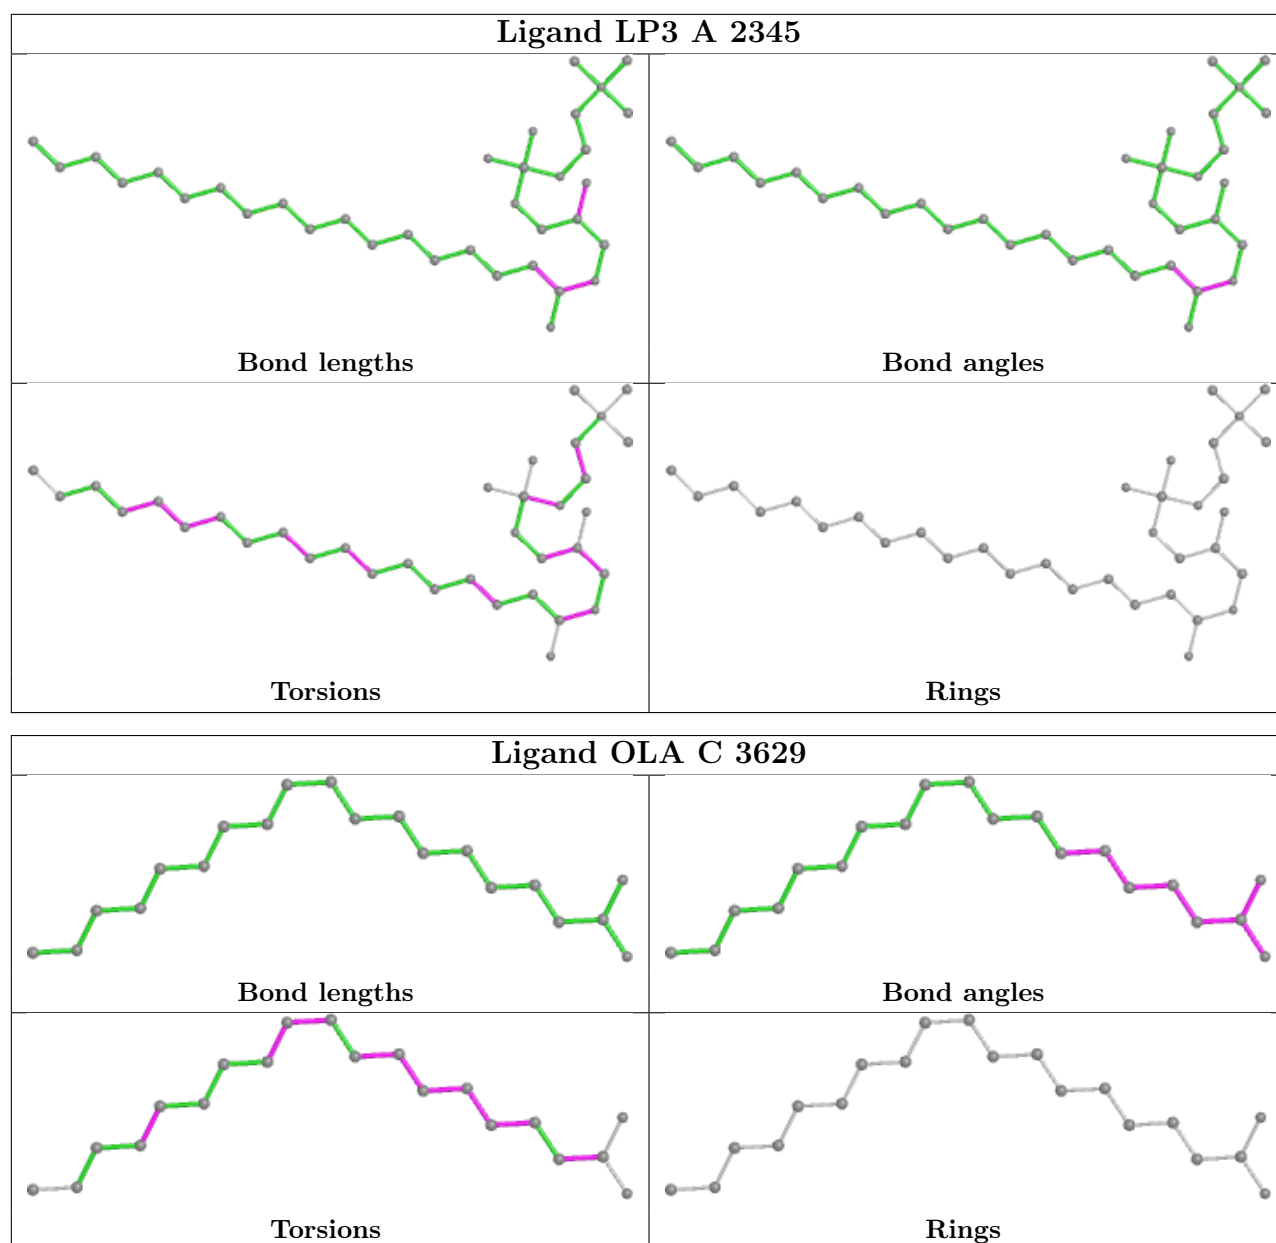 Ligand LP3 A 2345
Bond lengths
Bond angles
Torsions
Rings
Ligand OLA C 3629
Bond lengths
Bond angles
Torsions
Rings